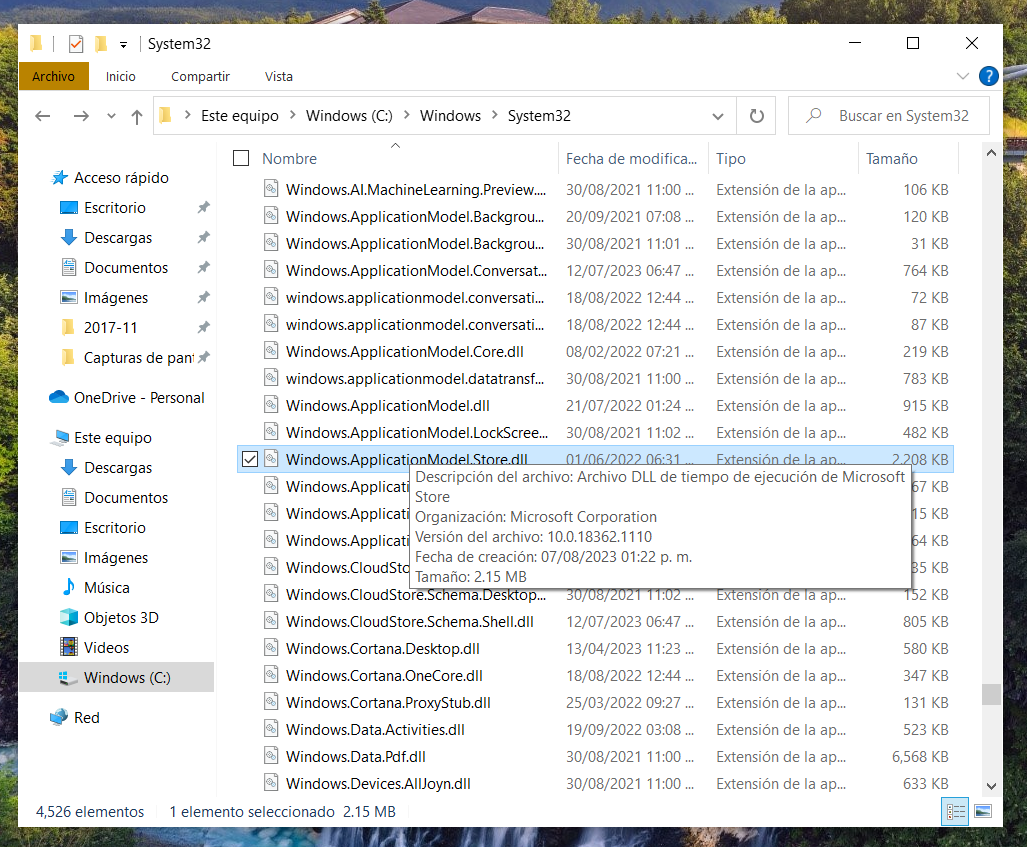 System32
Archivo Inicio Compartir Vista
Este equipo Windows (C:) Windows System32 Buscar en System32
Acceso rápido
Escritorio
Descargas
Documentos
Imágenes
2017-11
Capturas de pant
OneDrive - Personal
Este equipo
Descargas
Documentos
Escritorio
Imágenes
Música
Objetos 3D
Videos
Windows (C:)
Red
Nombre Fecha de modifica... Tipo Tamaño
Windows.AI.MachineLearning.Preview.... 30/08/2021 11:00 ... Extensión de la ap... 106 KB
Windows.ApplicationModel.Backgrou... 20/09/2021 07:08 ... Extensión de la ap... 120 KB
Windows.ApplicationModel.Backgrou... 30/08/2021 11:01 ... Extensión de la ap... 31 KB
Windows.ApplicationModel.Conversat... 12/07/2023 06:47 ... Extensión de la ap... 764 KB
windows.applicationmodel.conversati... 18/08/2022 12:44 ... Extensión de la ap... 72 KB
windows.applicationmodel.conversati... 18/08/2022 12:44 ... Extensión de la ap... 87 KB
Windows.ApplicationModel.Core.dll 08/02/2022 07:21 ... Extensión de la ap... 219 KB
windows.applicationmodel.datatransf... 30/08/2021 11:00 ... Extensión de la ap... 783 KB
Windows.ApplicationModel.dll 21/07/2022 01:24 ... Extensión de la ap... 915 KB
Windows.ApplicationModel.LockScree... 30/08/2021 11:02 ... Extensión de la ap... 482 KB
Windows.ApplicationModel.Store.dll 01/06/2022 06:31 ... Extensión de la ap... 2,208 KB
Windows.Applicati 67 KB
Windows.Applicati 15 KB
Windows.Applicati 64 KB
Windows.CloudSto 35 KB
Descripción del archivo: Archivo DLL de tiempo de ejecución de Microsoft
Store
Organización: Microsoft Corporation
Versión del archivo: 10.0.18362.1110
Fecha de creación: 07/08/2023 01:22 p. m.
Tamaño: 2.15 MB
Windows.CloudStore.Schema.Desktop... 30/08/2021 11:02 ... Extensión de la ap... 152 KB
Windows.CloudStore.Schema.Shell.dll 12/07/2023 06:47 ... Extensión de la ap... 805 KB
Windows.Cortana.Desktop.dll 13/04/2023 11:23 ... Extensión de la ap... 580 KB
Windows.Cortana.OneCore.dll 18/08/2022 12:44 ... Extensión de la ap... 347 KB
Windows.Cortana.ProxyStub.dll 25/03/2022 09:27 ... Extensión de la ap... 131 KB
Windows.Data.Activities.dll 19/09/2022 03:08 ... Extensión de la ap... 523 KB
Windows.Data.Pdf.dll 30/08/2021 11:00 ... Extensión de la ap... 6,568 KB
Windows.Devices.AllJoyn.dll 30/08/2021 11:00 ... Extensión de la ap... 633 KB
4,526 elementos 1 elemento seleccionado 2.15 MB